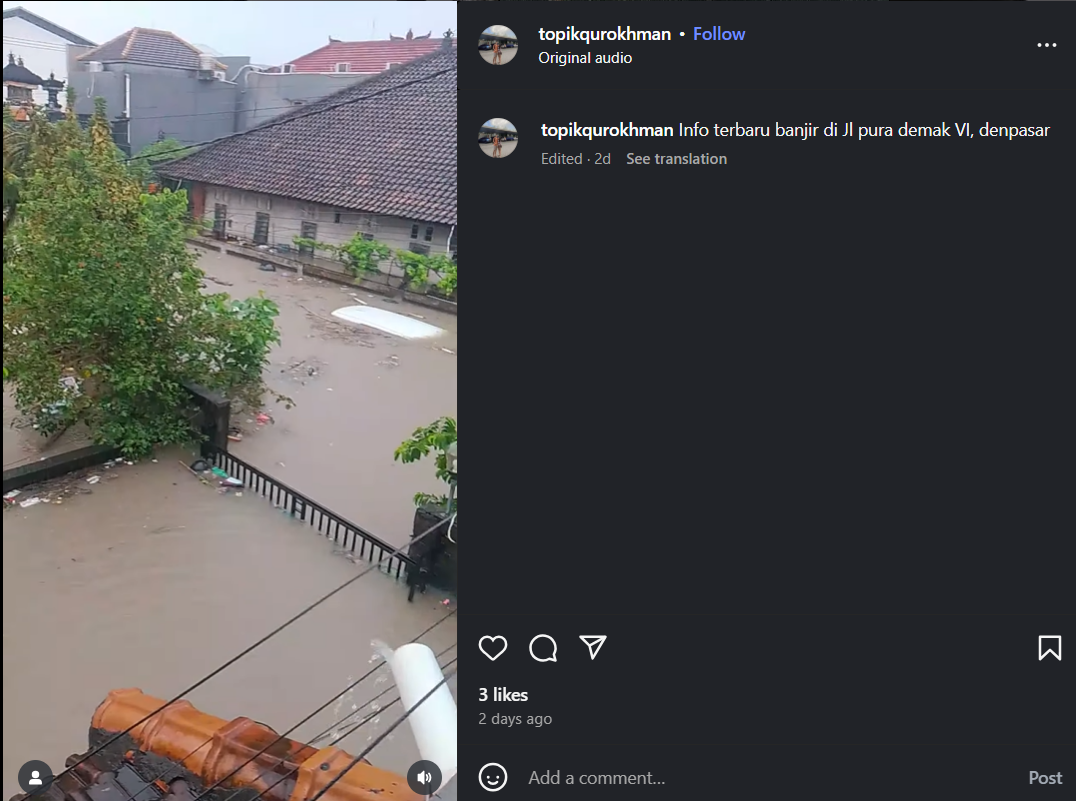 topikqurokhman • Follow
Original audio
topikqurokhman Info terbaru banjir di Jl pura demak VI, denpasar
Edited · 2d See translation
3 likes
2 days ago
Add a comment... Post